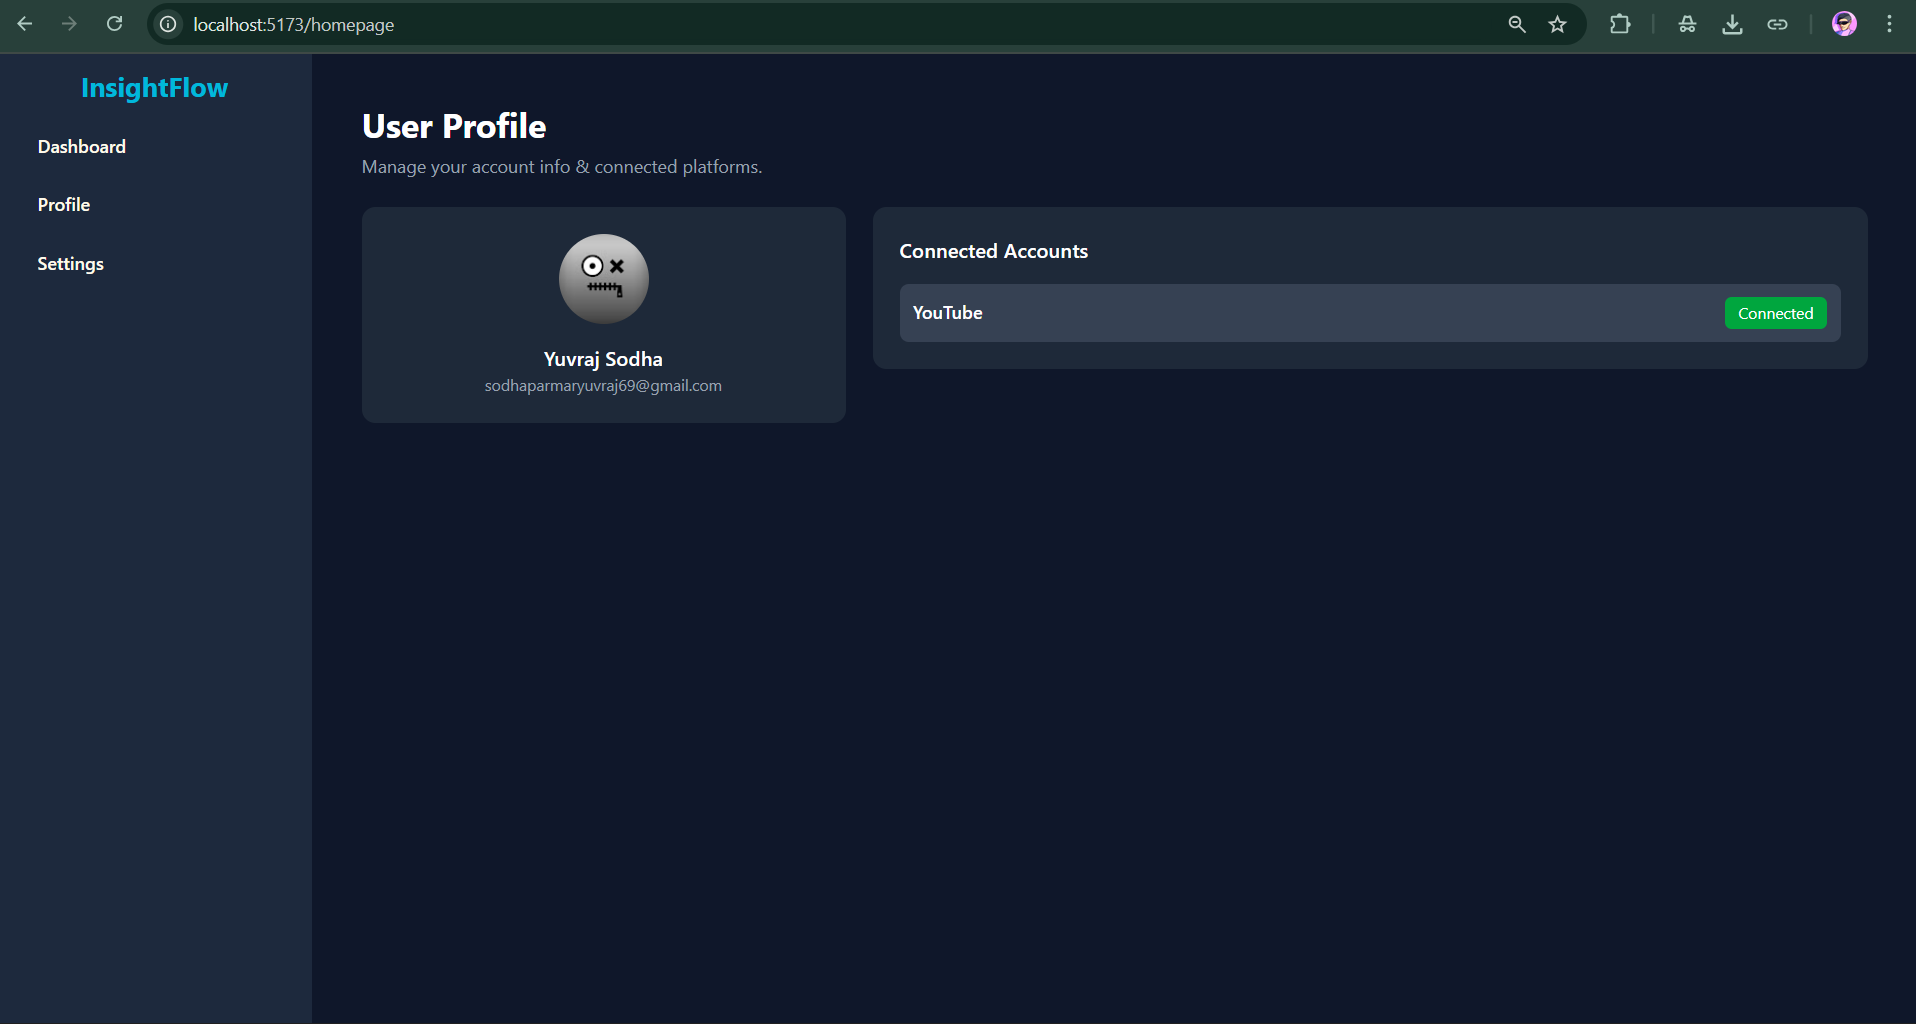 localhost:5173/homepage
InsightFlow
Dashboard
Profile
Settings
User Profile
Manage your account info & connected platforms.
Yuvraj Sodha
sodhaparmaryuvraj69@gmail.com
Connected Accounts
YouTube
Connected